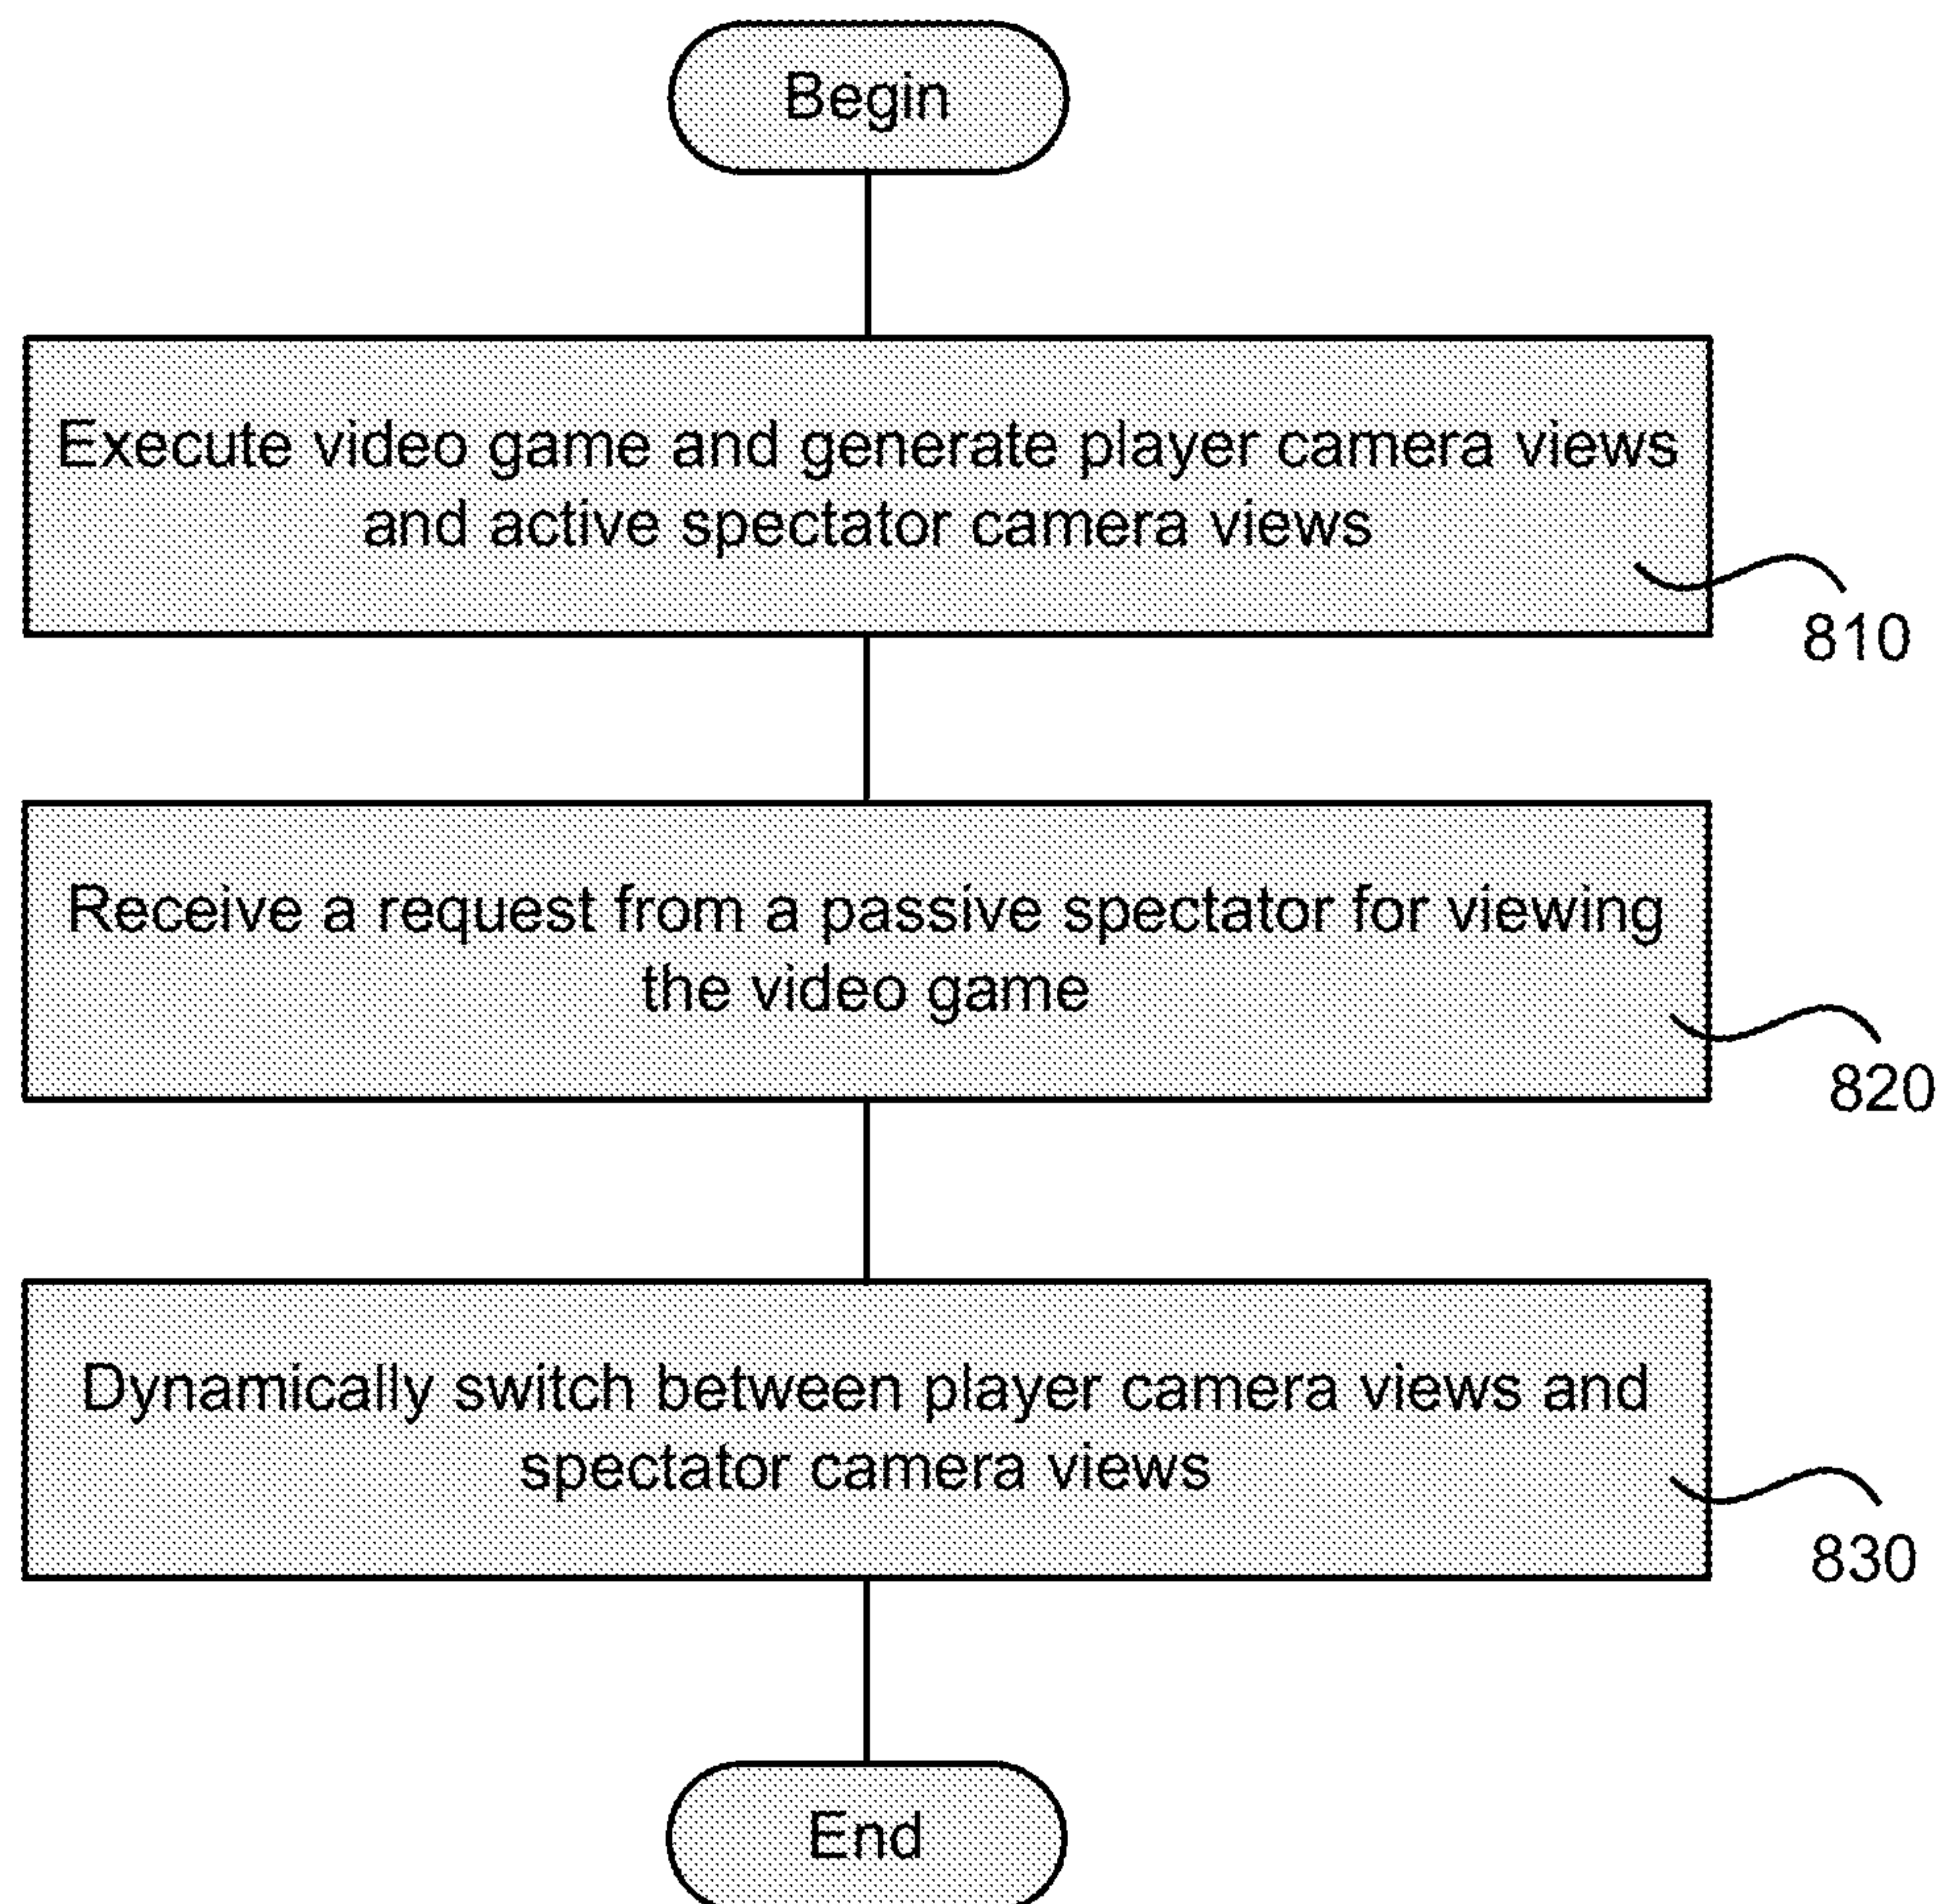 Begin
Execute video game and generate player camera views
and active spectator camera views
810
Receive a request from a passive spectator for viewing
the video game
820
Dynamically switch between player camera views and
spectator camera views
830
End